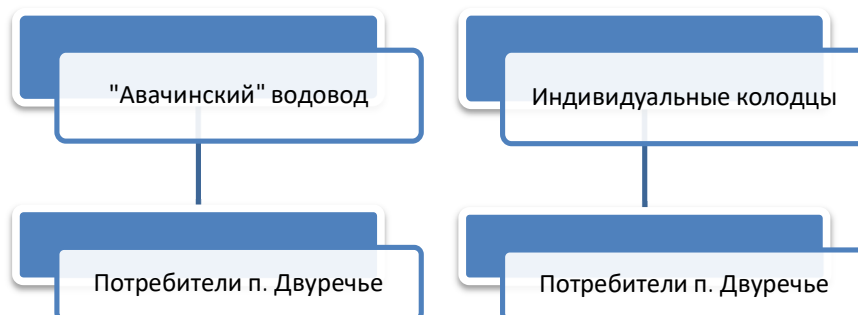 "Авачинский" водовод
Индивидуальные колодцы
Потребители п. Двуречье
Потребители п. Двуречье